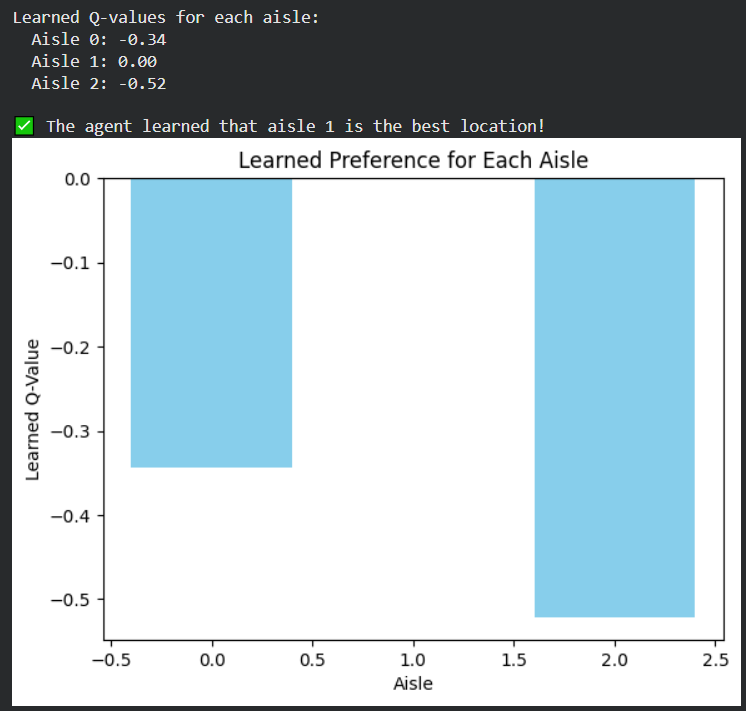 Learned Q-values for each aisle:
Aisle 0: -0.34
Aisle 1: 0.00
Aisle 2: -0.52
✅ The agent learned that aisle 1 is the best location!
Learned Preference for Each Aisle
Learned Q-Value
0.0
−0.1
−0.2
−0.3
−0.4
−0.5
−0.5 0.0 0.5 1.0 1.5 2.0 2.5
Aisle